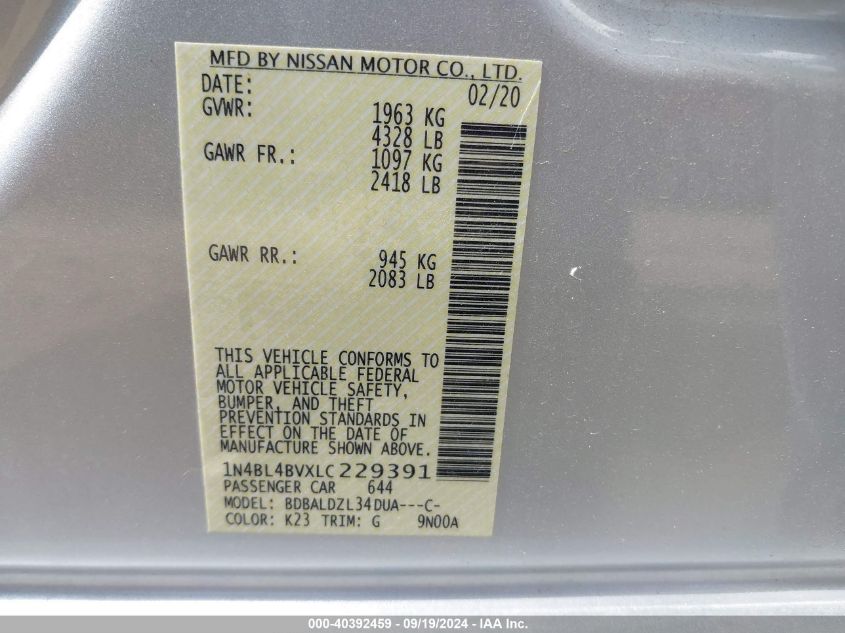 MFD BY NISSAN MOTOR CO., LTD.
DATE: 02/20
GVWR: 1963 KG
4328 LB
GAWR FR.: 1097 KG
2418 LB
GAWR RR.: 945 KG
2083 LB
THIS VEHICLE CONFORMS TO
ALL APPLICABLE FEDERAL
MOTOR VEHICLE SAFETY,
BUMPER, AND THEFT
PREVENTION STANDARDS IN
EFFECT ON THE DATE OF
MANUFACTURE SHOWN ABOVE.
1N4BL4BVXLC229391
PASSENGER CAR 644
MODEL: BDBALDZL34DUA---C-
COLOR: K23 TRIM: G 9N00A
000-40392459 - 09/19/2024 - IAA Inc.